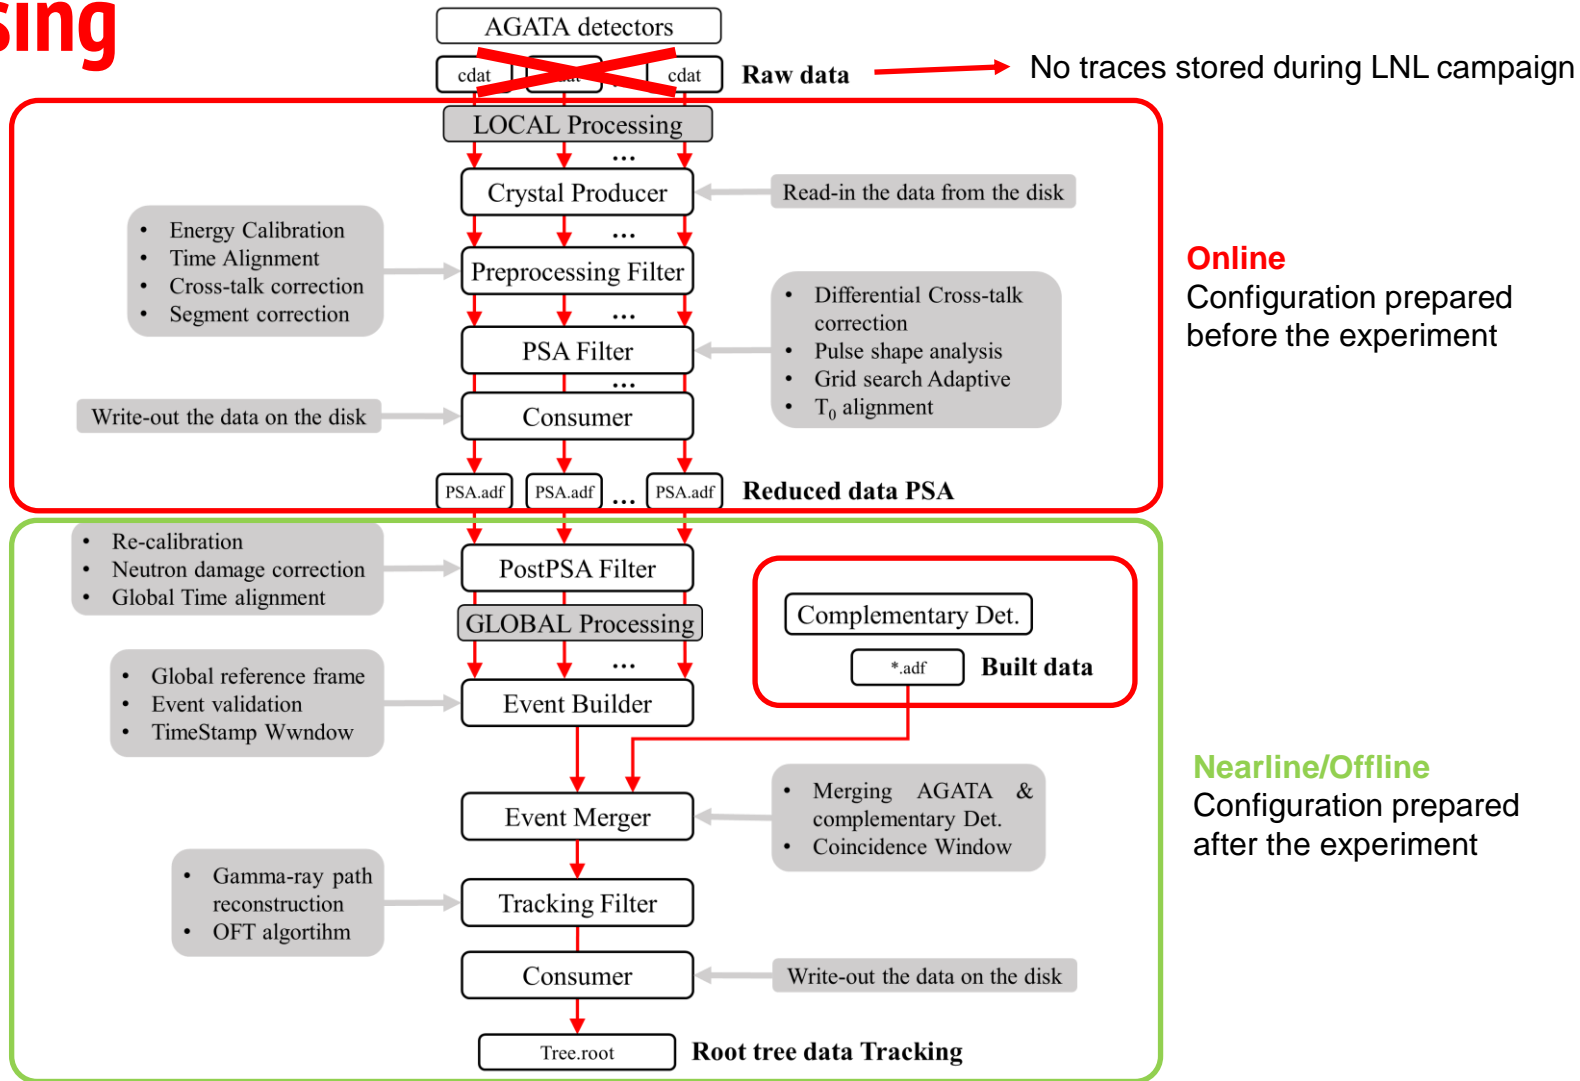 sing
AGATA detectors
cdat
cdat
Raw data
No traces stored during LNL campaign
LOCAL Processing
...
Crystal Producer
Read-in the data from the disk
...
• Energy Calibration
• Time Alignment
• Cross-talk correction
• Segment correction
Preprocessing Filter
...
• Differential Cross-talk
correction
• Pulse shape analysis
• Grid search Adaptive
• T0 alignment
PSA Filter
...
Online
Configuration prepared
before the experiment
Write-out the data on the disk
Consumer
PSA.adf
PSA.adf
...
PSA.adf
Reduced data PSA
• Re-calibration
• Neutron damage correction
• Global Time alignment
PostPSA Filter
GLOBAL Processing
...
Complementary Det.
*.adf
Built data
• Global reference frame
• Event validation
• TimeStamp Wwndow
Event Builder
Event Merger
• Merging AGATA &
complementary Det.
• Coincidence Window
Nearline/Offline
Configuration prepared
after the experiment
• Gamma-ray path
reconstruction
• OFT algortihm
Tracking Filter
Consumer
Write-out the data on the disk
Tree.root
Root tree data Tracking